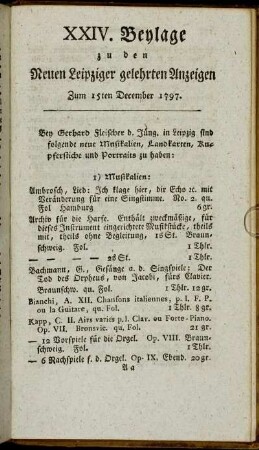 XXIV. Beylage
zu den
Neuen Leipziger gelehrten Anzeigen
Zum 15ten December 1797.
Bey Gerhard Fleischer d. Jüng. in Leipzig sind
folgende neue Musikalien, Landkarten, Ku-
pferstiche und Portraits zu haben:
1) Musikalien:
Ambrosch, Lied: Ich klage hier, dir Echo ꝛc. mit
Veränderung für eine Singstimme. No. 2. qu.
Fol Hamburg 6 gr.
Archiv für die Harfe. Enthält zweckmäßige, für
dieses Instrument eingerichtete Musikstücke, theils
mit, theils ohne Begleitung, 1s St. Braun-
schweig. Fol. 1 Thlr.
— — — 2s St. 1 Thlr.
Bachmann, G., Gesänge a. d. Singspiele: Der
Tod des Orpheus, von Jacobi, fürs Clavier.
Braunschw. qu. Fol. 1 Thlr. 12 gr.
Bianchi, A. XII. Chansons italiennes, p. l. F. P.
ou la Guitare, qu. Fol. 1 Thlr. 8 gr.
Kapp, C. II. Airs variés p. l. Clav. ou Forte-Piano.
Op. VII. Bronsvic. qu. Fol. 21 gr.
— 12 Vorspiele für die Orgel. Op. VIII. Braun-
schweig. Fol. 1 Thlr.
— 6 Nachspiele f. d. Orgel. Op. IX. Ebend. 20 gr.
Aa